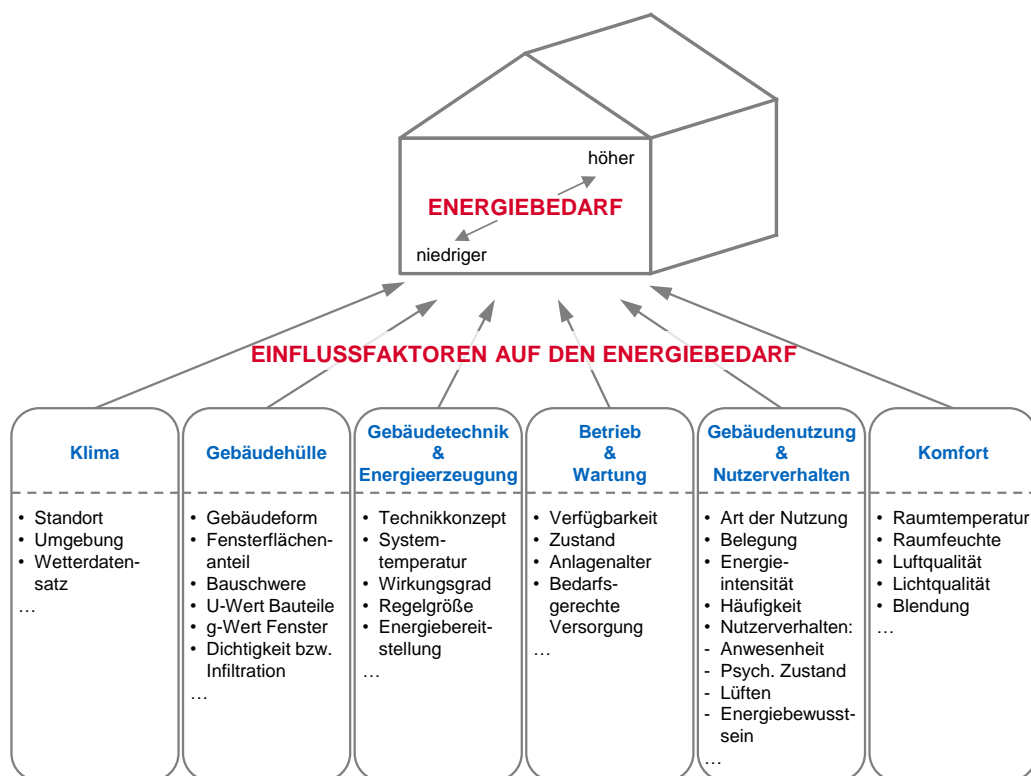 höher
ENERGIEBEDARF
niedriger
EINFLUSSFAKTOREN AUF DEN ENERGIEBEDARF
Klima
• Standort
• Umgebung
• Wetterdaten-
satz
…
Gebäudehülle
• Gebäudeform
• Fensterflächen-
anteil
• Bauschwere
• U-Wert Bauteile
• g-Wert Fenster
• Dichtigkeit bzw.
Infiltration
…
Gebäudetechnik
&
Energieerzeugung
• Technikkonzept
• System-
temperatur
• Wirkungsgrad
• Regelgröße
• Energiebereit-
stellung
…
Betrieb
&
Wartung
• Verfügbarkeit
• Zustand
• Anlagenalter
• Bedarfs-
gerechte
Versorgung
…
Gebäudenutzung
&
Nutzerverhalten
• Art der Nutzung
• Belegung
• Energie-
intensität
• Häufigkeit
• Nutzerverhalten:
- Anwesenheit
- Psych. Zustand
- Lüften
- Energiebewusst-
sein
…
Komfort
• Raumtemperatur
• Raumfeuchte
• Luftqualität
• Lichtqualität
• Blendung
…